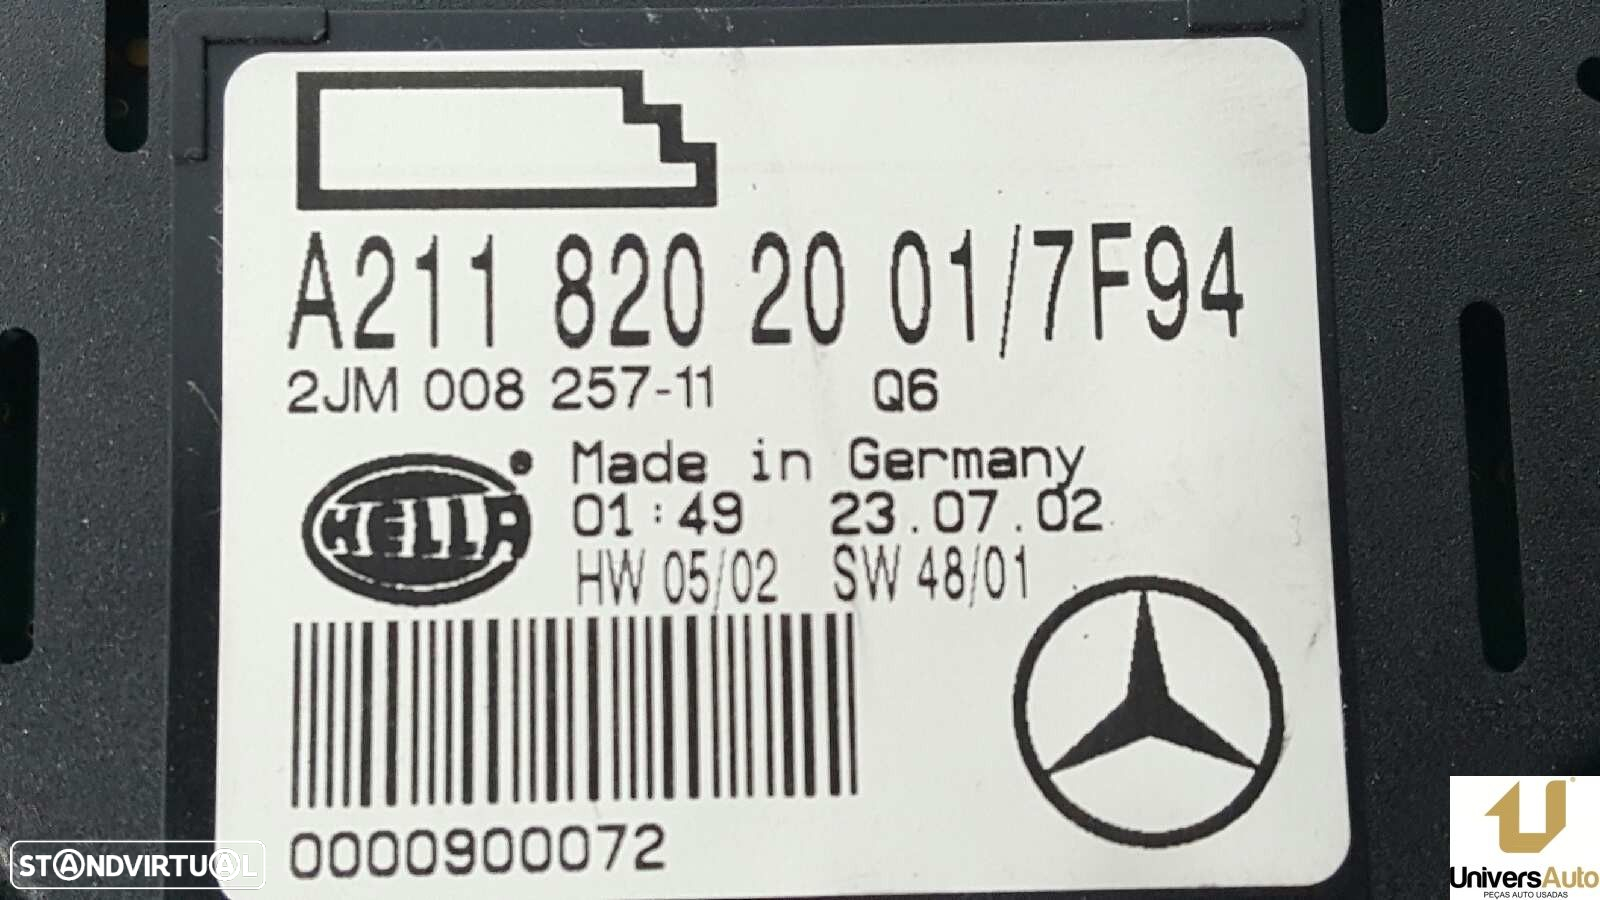 A211 820 20 01/7F94
2JM 008 257-11 Q6
HELLA
Made in Germany
01:49 23.07.02
HW 05/02 SW 48/01
0000900072
STANDVIRTUAL
UniversAuto
PEÇAS AUTO USADAS